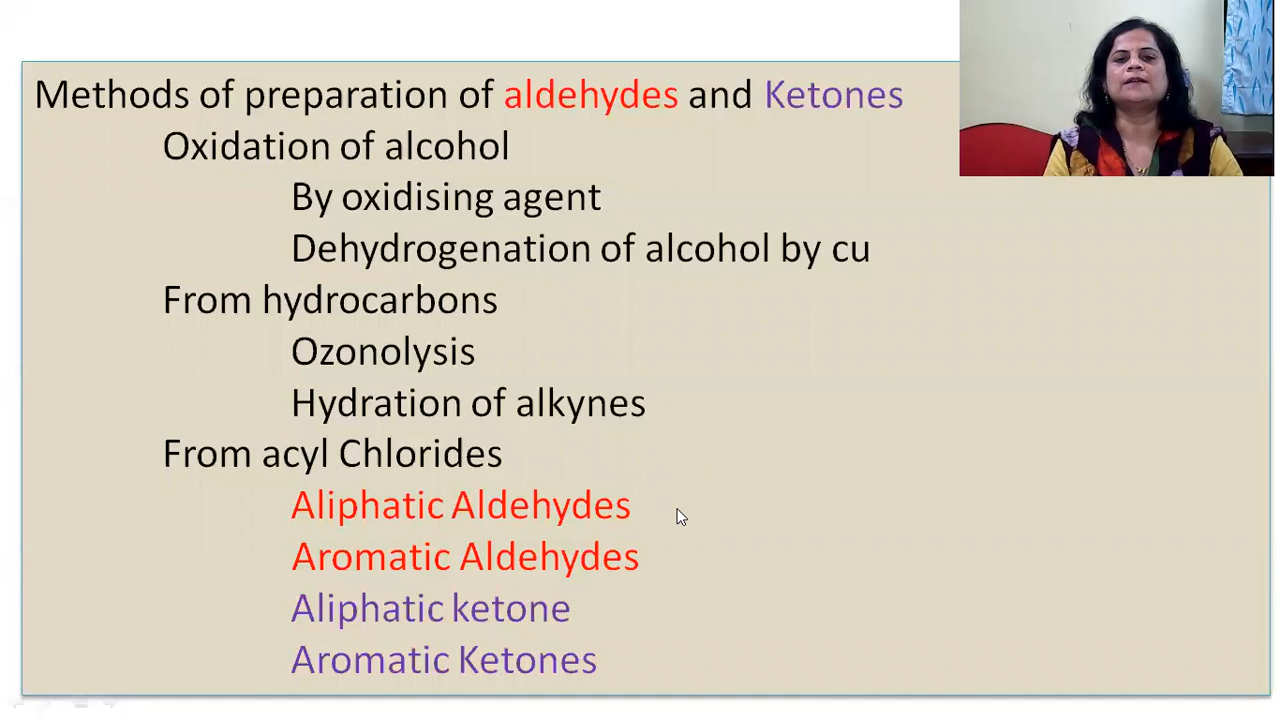 Methods of preparation of aldehydes and Ketones
Oxidation of alcohol
By oxidising agent
Dehydrogenation of alcohol by cu
From hydrocarbons
Ozonolysis
Hydration of alkynes
From acyl Chlorides
Aliphatic Aldehydes
Aromatic Aldehydes
Aliphatic ketone
Aromatic Ketones